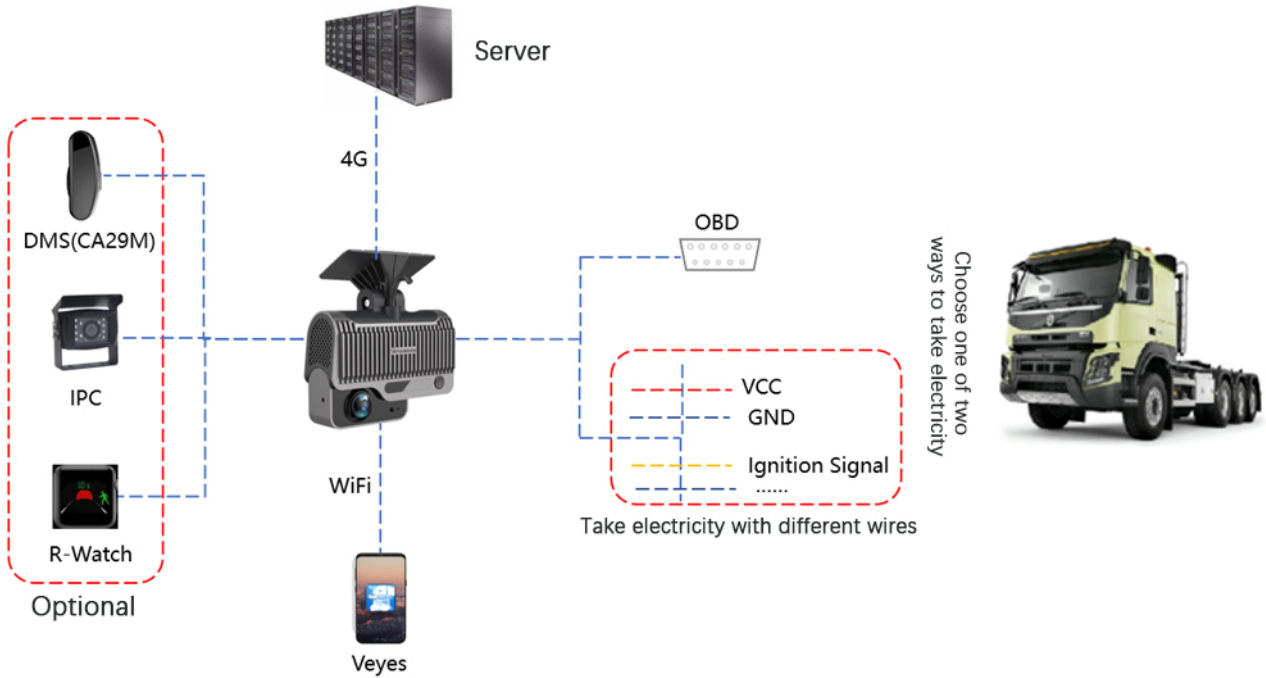 Server
4G
DMS(CA29M)
OBD
Choose one of two
ways to take electricity
IPC
VCC
GND
Ignition Signal
......
WiFi
Take electricity with different wires
R-Watch
Optional
Veyes